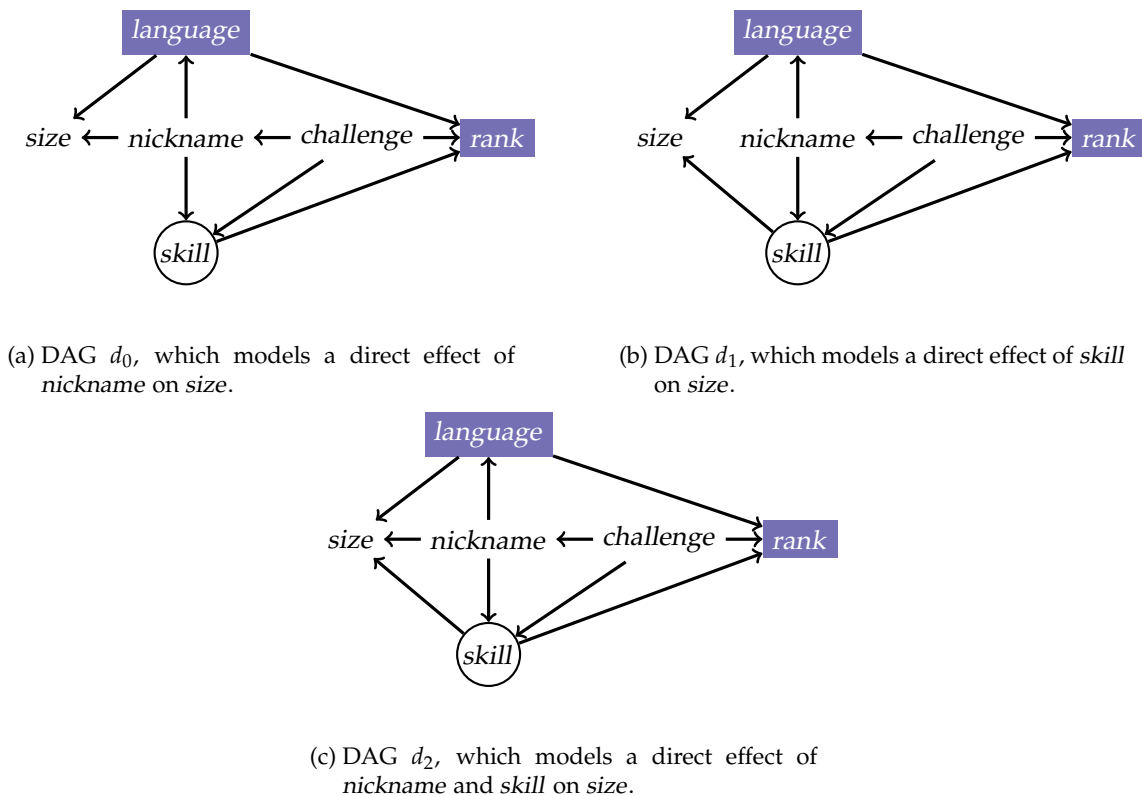 language
language
size
nickname
challenge
rank
size
nickname
challenge
rank
skill
skill
(a) DAG d₀, which models a direct effect of
nickname on size.
(b) DAG d₁, which models a direct effect of skill
on size.
language
size
nickname
challenge
rank
skill
(c) DAG d₂, which models a direct effect of
nickname and skill on size.